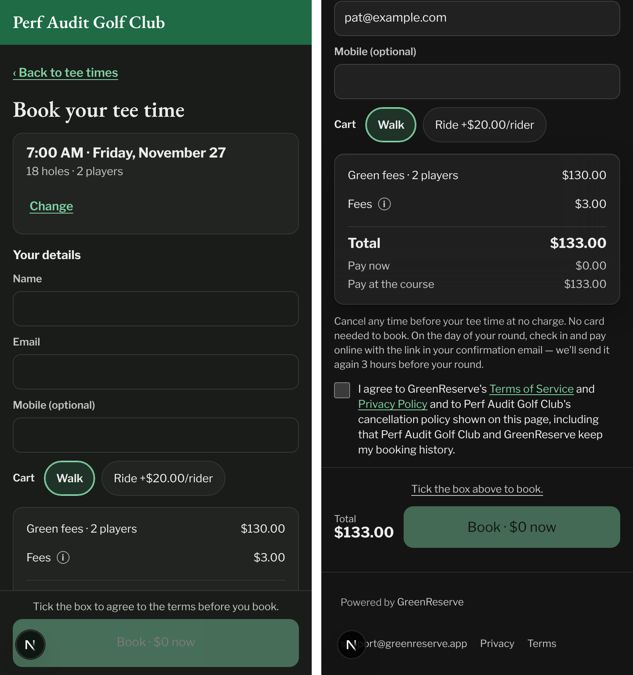 Perf Audit Golf Club
‹ Back to tee times
Book your tee time
7:00 AM · Friday, November 27
18 holes · 2 players
Change
Your details
Name
Email
Mobile (optional)
Cart Walk Ride +$20.00/rider
Green fees · 2 players $130.00
Fees i $3.00
Tick the box to agree to the terms before you book.
Book · $0 now
N
pat@example.com
Mobile (optional)
Cart Walk Ride +$20.00/rider
Green fees · 2 players $130.00
Fees i $3.00
Total $133.00
Pay now $0.00
Pay at the course $133.00
Cancel any time before your tee time at no charge. No card
needed to book. On the day of your round, check in and pay
online with the link in your confirmation email — we'll send it
again 3 hours before your round.
I agree to GreenReserve's Terms of Service and
Privacy Policy and to Perf Audit Golf Club's
cancellation policy shown on this page, including
that Perf Audit Golf Club and GreenReserve keep
my booking history.
Tick the box above to book.
Total
$133.00
Book · $0 now
Powered by GreenReserve
N ort@greenreserve.app Privacy Terms